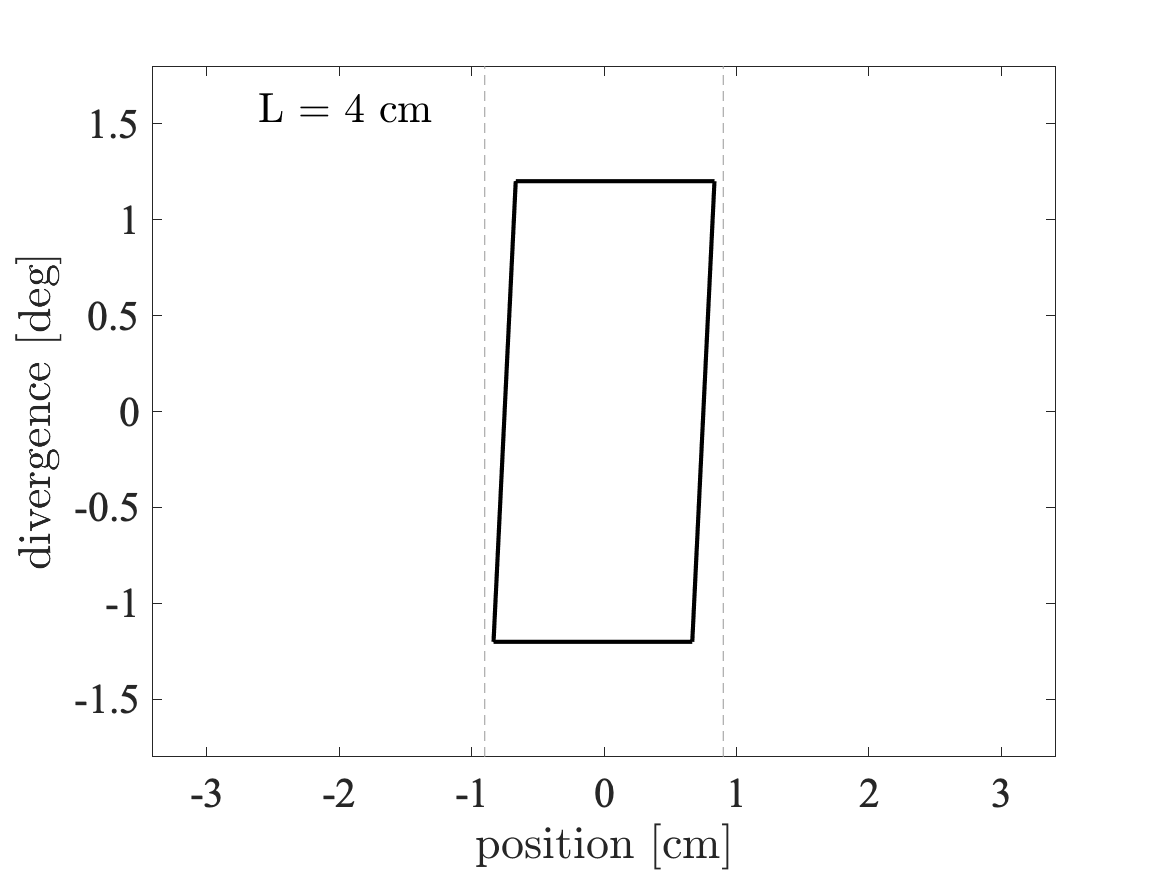 L = 4 cm
1.5
1
0.5
0
-0.5
-1
-1.5
divergence [deg]
-3 -2 -1 0 1 2 3
position [cm]